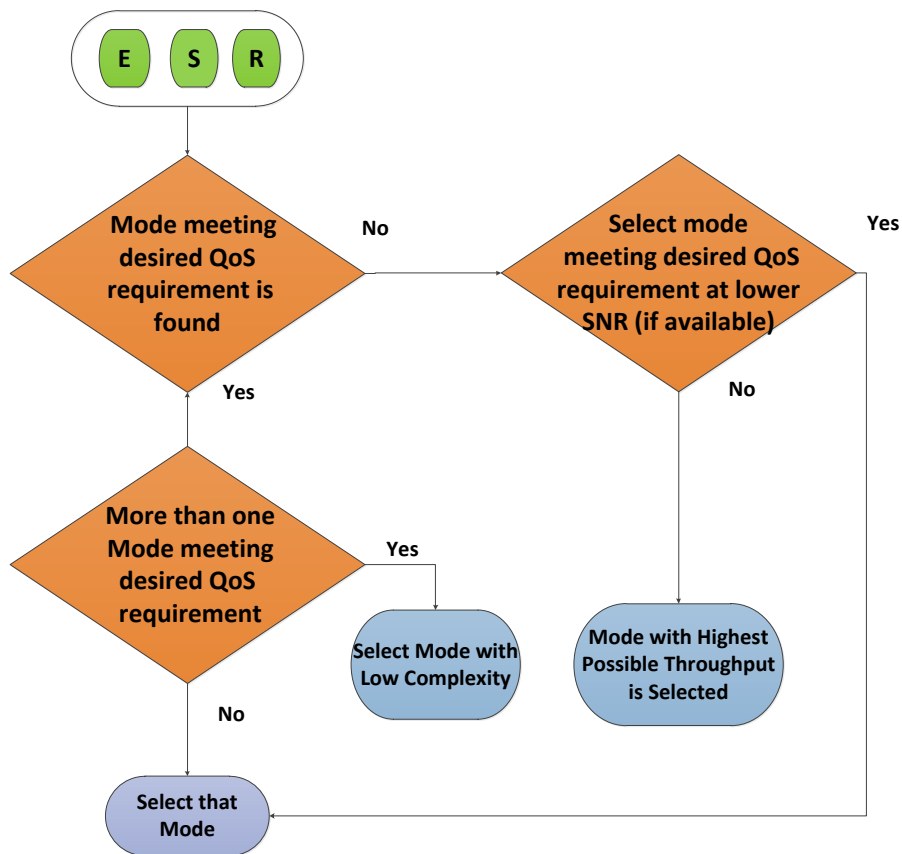 E S R
Mode meeting
desired QoS
requirement is
found
No
Select mode
meeting desired QoS
requirement at lower
SNR (if available)
Yes
Yes
No
More than one
Mode meeting
desired QoS
requirement
Yes
Select Mode with
Low Complexity
Mode with Highest
Possible Throughput
is Selected
No
Select that
Mode